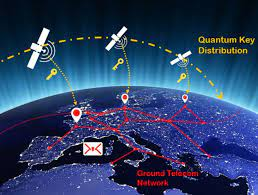 Quantum Key
Distribution
Ground Telecom
Network